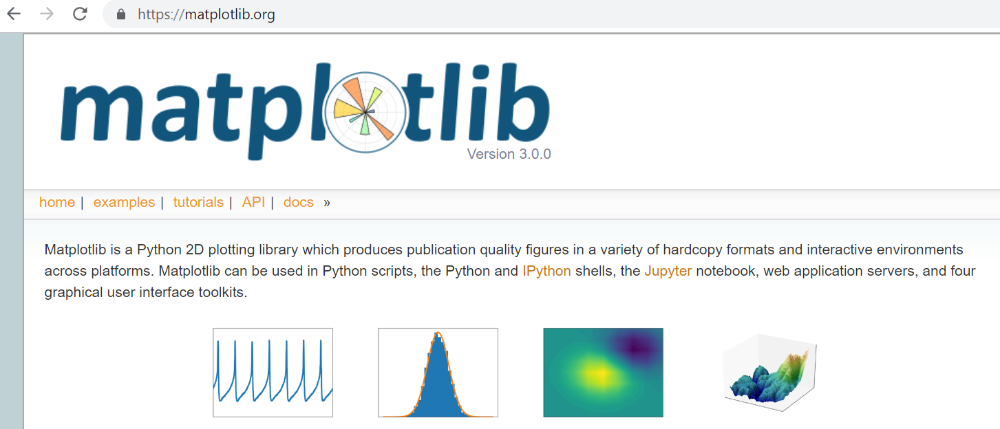 https://matplotlib.org
matplotlib
Version 3.0.0
home | examples | tutorials | API | docs »
Matplotlib is a Python 2D plotting library which produces publication quality figures in a variety of hardcopy formats and interactive environments
across platforms. Matplotlib can be used in Python scripts, the Python and IPython shells, the Jupyter notebook, web application servers, and four
graphical user interface toolkits.